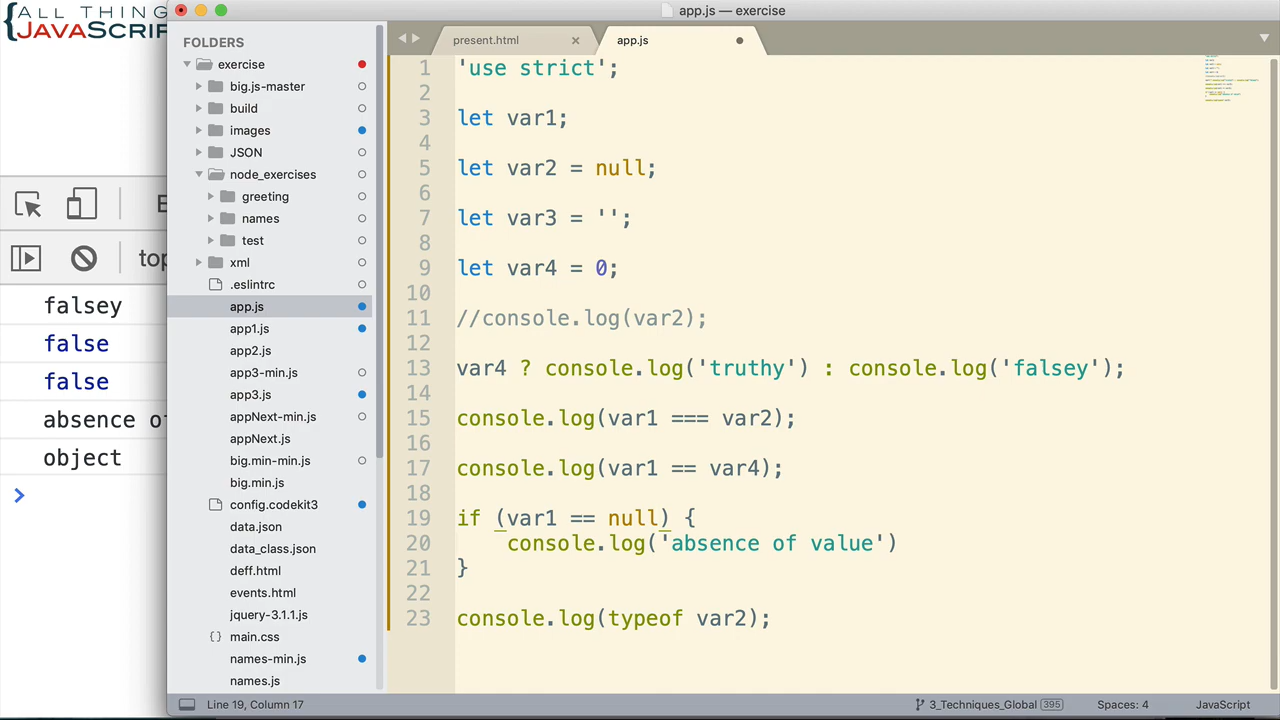 {ALL THING
JAVASCRIP
app.js — exercise
FOLDERS
exercise
big.js-master
build
images
JSON
node_exercises
greeting
names
test
xml
.eslintrc
app.js
app1.js
app2.js
app3-min.js
app3.js
appNext-min.js
appNext.js
big.min-min.js
big.min.js
config.codekit3
data.json
data_class.json
deff.html
events.html
jquery-3.1.1.js
{} main.css
names-min.js
names.js
top
falsey
false
false
absence of
object
>
present.html ×
app.js
1 'use strict';
2
3 let var1;
4
5 let var2 = null;
6
7 let var3 = '';
8
9 let var4 = 0;
10
11 //console.log(var2);
12
13 var4 ? console.log('truthy') : console.log('falsey');
14
15 console.log(var1 === var2);
16
17 console.log(var1 == var4);
18
19 if (var1 == null) {
20 console.log('absence of value')
21 }
22
23 console.log(typeof var2);
Line 19, Column 17
3_Techniques_Global 395
Spaces: 4
JavaScript